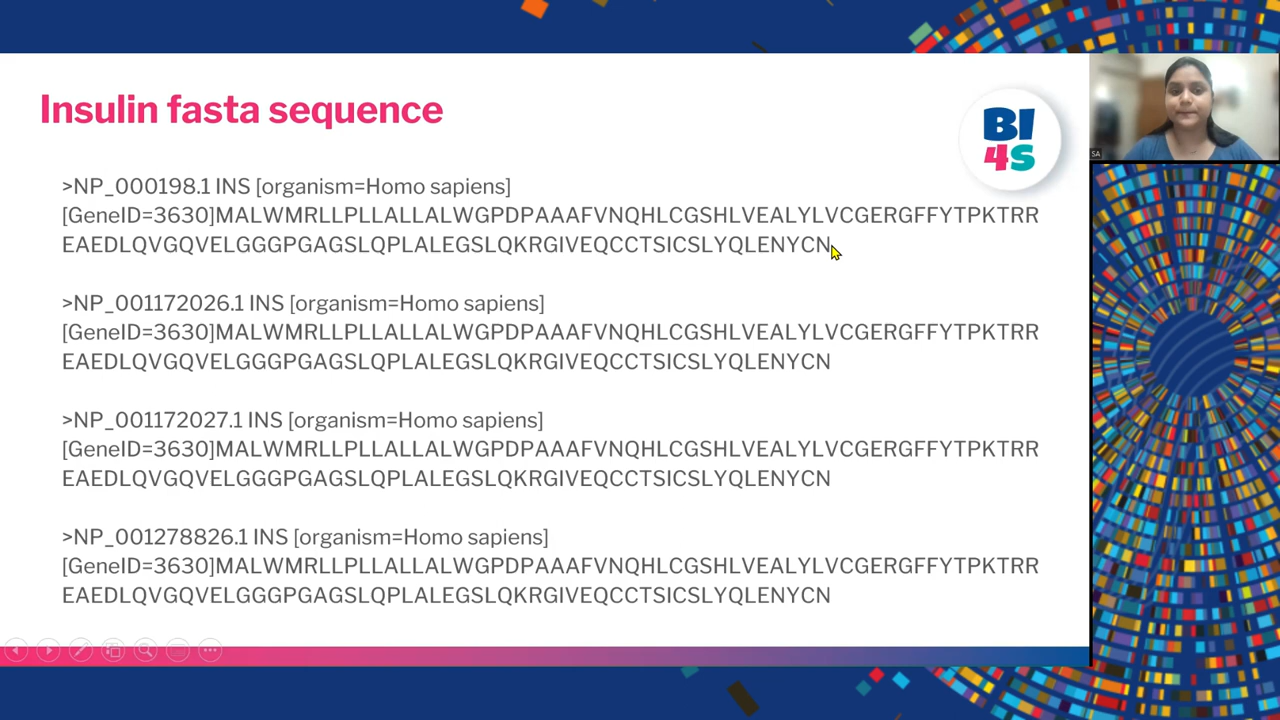 Insulin fasta sequence
BI
4S
SA
>NP_000198.1 INS [organism=Homo sapiens]
[GeneID=3630]MALWMRLLPLLALLALWGPDPAAAFVNQHLCGSHLVEALYLVCGERGFFYTPKTRR
EAEDLQVGQVELGGGPGAGSLQPLALEGSLQKRGIVEQCCTSICSLYQLENYCN
>NP_001172026.1 INS [organism=Homo sapiens]
[GeneID=3630]MALWMRLLPLLALLALWGPDPAAAFVNQHLCGSHLVEALYLVCGERGFFYTPKTRR
EAEDLQVGQVELGGGPGAGSLQPLALEGSLQKRGIVEQCCTSICSLYQLENYCN
>NP_001172027.1 INS [organism=Homo sapiens]
[GeneID=3630]MALWMRLLPLLALLALWGPDPAAAFVNQHLCGSHLVEALYLVCGERGFFYTPKTRR
EAEDLQVGQVELGGGPGAGSLQPLALEGSLQKRGIVEQCCTSICSLYQLENYCN
>NP_001278826.1 INS [organism=Homo sapiens]
[GeneID=3630]MALWMRLLPLLALLALWGPDPAAAFVNQHLCGSHLVEALYLVCGERGFFYTPKTRR
EAEDLQVGQVELGGGPGAGSLQPLALEGSLQKRGIVEQCCTSICSLYQLENYCN